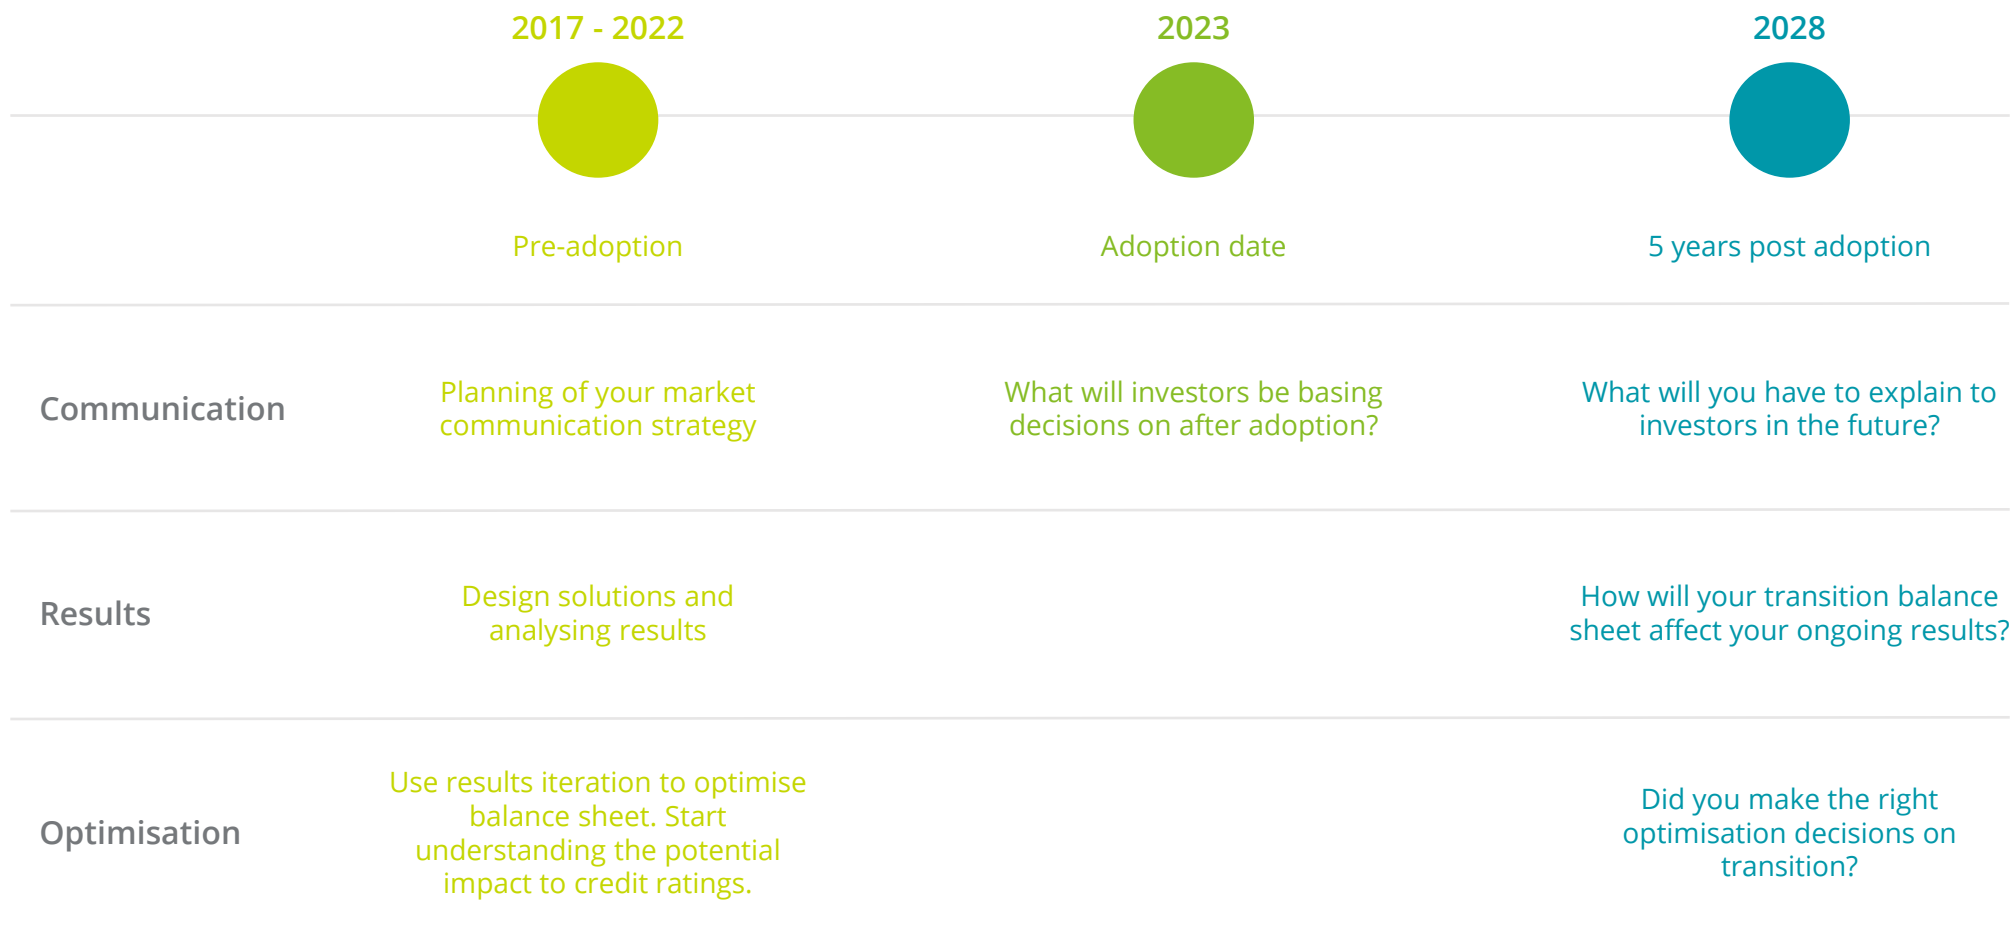 2017 - 2022
2023
2028
Pre-adoption
Adoption date
5 years post adoption
Communication
Planning of your market
communication strategy
What will investors be basing
decisions on after adoption?
What will you have to explain to
investors in the future?
Results
Design solutions and
analysing results
How will your transition balance
sheet affect your ongoing results?
Optimisation
Use results iteration to optimise
balance sheet. Start
understanding the potential
impact to credit ratings.
Did you make the right
optimisation decisions on
transition?